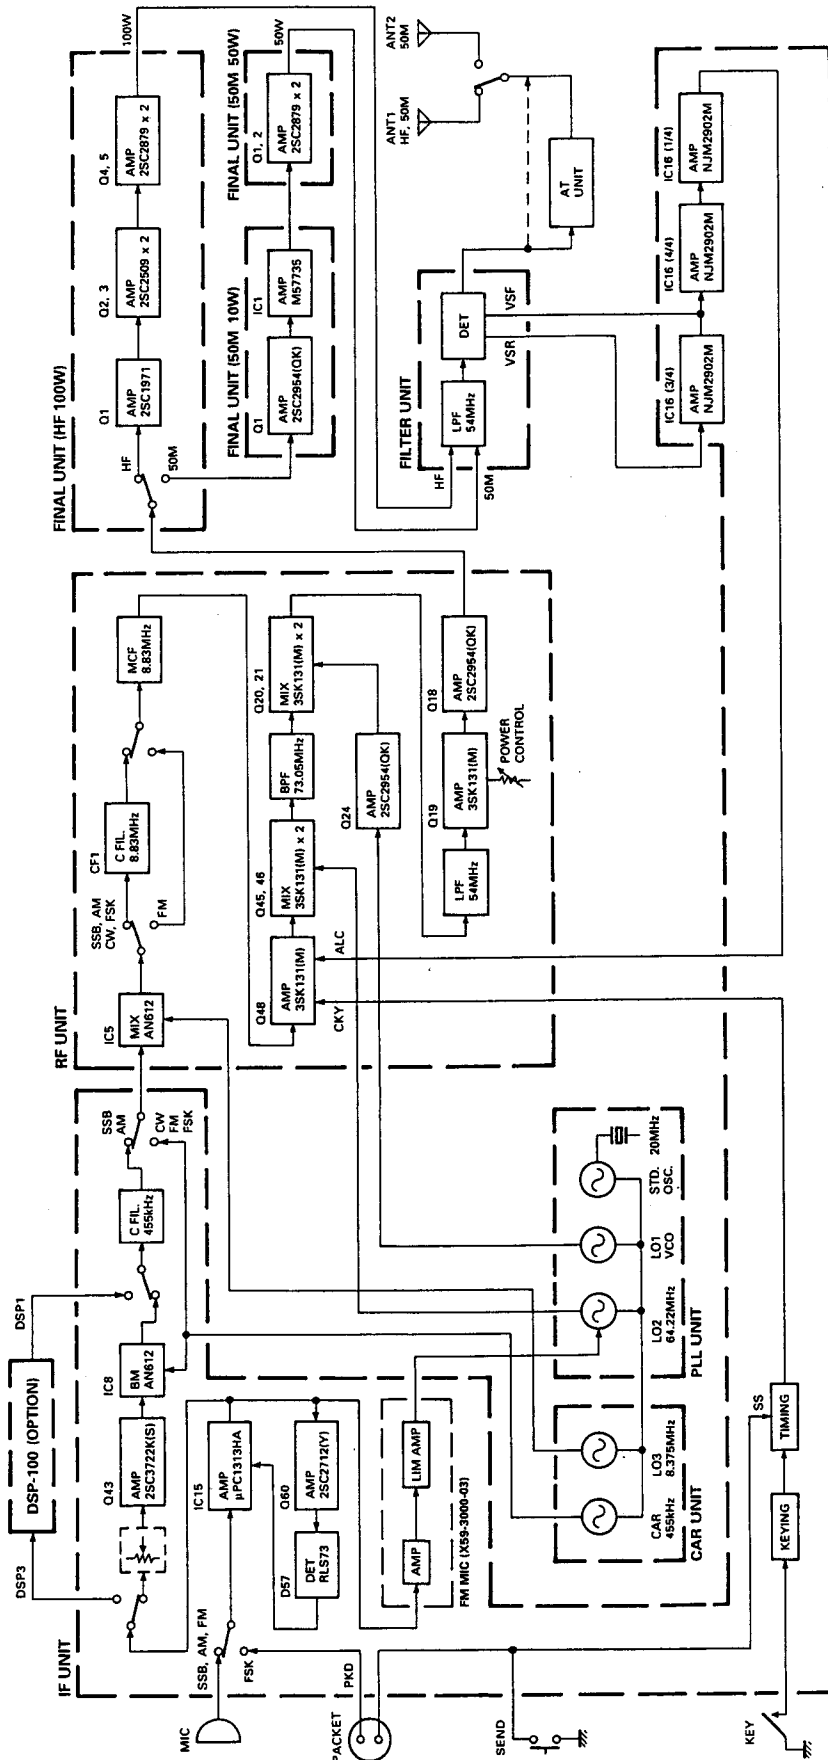 DSP-100 (OPTION)
DSP3
DSP1
IF UNIT
Q43
AMP
2SC3722K(S)
IC8
BM
AN612
C FIL.
455kHz
SSB
AM
CW
FM
FSK
MIC
SSB, AM, FM
FSK
IC15
AMP
μPC1313HA
Q60
AMP
2SC2712(Y)
D57
DET
RLS73
PACKET
PKD
AMP
LIM AMP
FM MIC (X59-3000-03)
SEND
KEY
KEYING
TIMING
SS
CAR
455kHz
LO3
8.375MHz
CAR UNIT
LO2
64.22MHz
LO1
VCO
STD.
OSC.
20MHz
PLL UNIT
RF UNIT
IC5
MIX
AN612
SSB, AM
CW, FSK
FM
CF1
C FIL.
8.83MHz
MCF
8.83MHz
Q48
AMP
3SK131(M)
CKY
ALC
Q45, 46
MIX
3SK131(M) x 2
BPF
73.05MHz
Q20, 21
MIX
3SK131(M) x 2
Q24
AMP
2SC2954(QK)
LPF
54MHz
Q19
AMP
3SK131(M)
POWER
CONTROL
Q18
AMP
2SC2954(QK)
FINAL UNIT (HF 100W)
HF
50M
Q1
AMP
2SC1971
Q2, 3
AMP
2SC2509 x 2
Q4, 5
AMP
2SC2879 x 2
100W
FINAL UNIT (50M 10W)
Q1
AMP
2SC2954(QK)
IC1
AMP
M57735
FINAL UNIT (50M 50W)
Q1, 2
AMP
2SC2879 x 2
50W
FILTER UNIT
HF
50M
LPF
54MHz
DET
VSF
VSR
AT
UNIT
ANT1
HF, 50M
ANT2
50M
IC16 (3/4)
AMP
NJM2902M
IC16 (4/4)
AMP
NJM2902M
IC16 (1/4)
AMP
NJM2902M